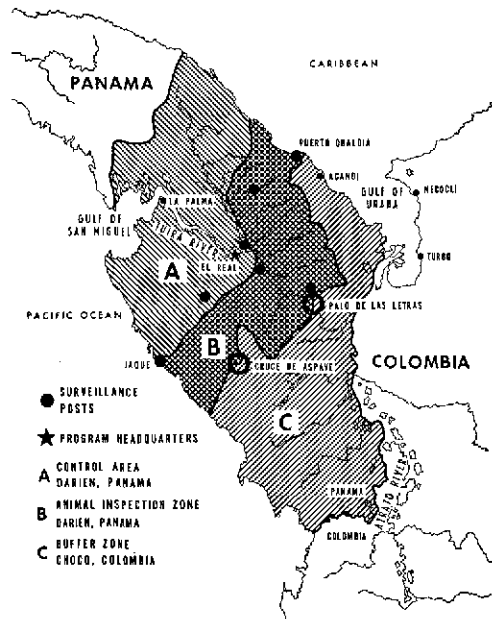 CARIBBEAN
PANAMA
PUERTO OBALDIA
ACANDI
GULF OF
URABA
NECOCLI
LA PALMA
GULF OF
SAN MIGUEL
TUIRA RIVER
EL REAL
TURBO
A
PALO DE LAS LETRAS
PACIFIC OCEAN
B
JAQUE
CRUCE DE ASPAVE
COLOMBIA
SURVEILLANCE
POSTS
C
PROGRAM HEADQUARTERS
A CONTROL AREA
DARIEN, PANAMA
PANAMA
ATRATO RIVER
B ANIMAL INSPECTION ZONE
DARIEN, PANAMA
COLOMBIA
C BUFFER ZONE
CHOCO, COLOMBIA